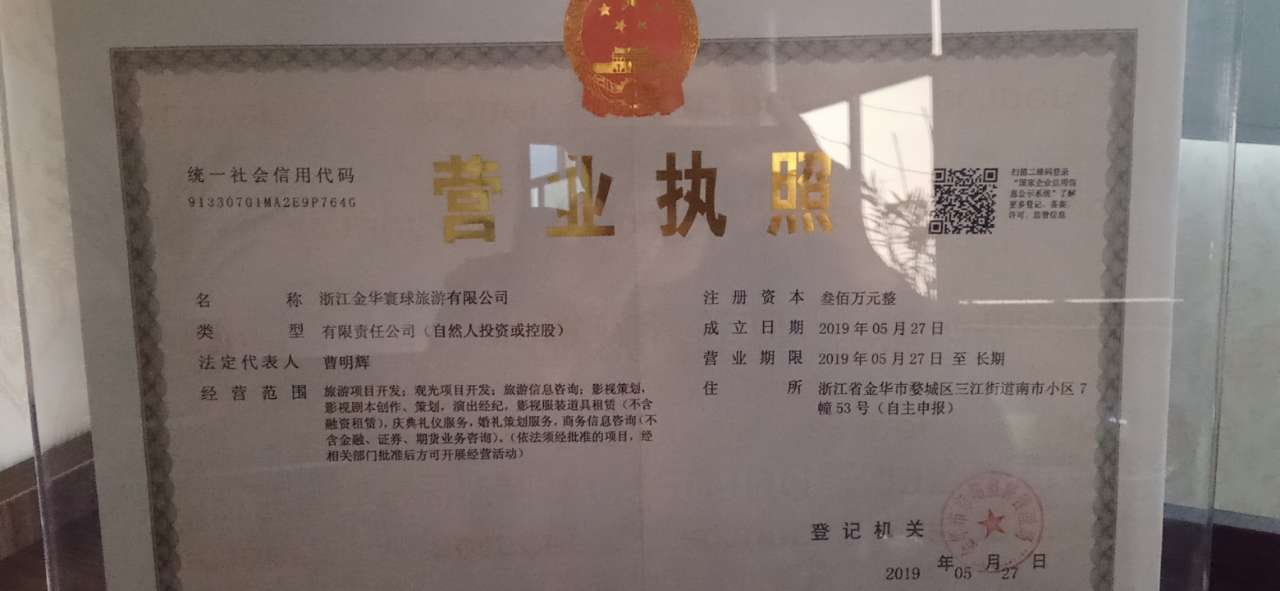 营业执照
统一社会信用代码
91330701MA2E9P764G
扫描二维码登录
“国家企业信用信
息公示系统”了解
更多登记、备案、
许可、监管信息
名 称 浙江金华寰球旅游有限公司
类 型 有限责任公司（自然人投资或控股）
法定代表人 曹明辉
经营范围 旅游项目开发；观光项目开发；旅游信息咨询；影视策划，
影视剧本创作、策划，演出经纪，影视服装道具租赁（不含
融资租赁），庆典礼仪服务，婚礼策划服务，商务信息咨询（不
含金融、证券、期货业务咨询）。（依法须经批准的项目，经
相关部门批准后方可开展经营活动）
注册资本 叁佰万元整
成立日期 2019年05月27日
营业期限 2019年05月27日至长期
住 所 浙江省金华市婺城区三江街道南市小区7
幢53号（自主申报）
登记机关
2019年05月27日